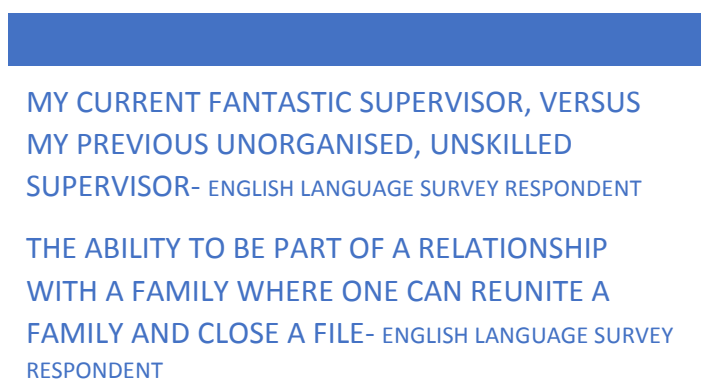 MY CURRENT FANTASTIC SUPERVISOR, VERSUS
MY PREVIOUS UNORGANISED, UNSKILLED
SUPERVISOR- ENGLISH LANGUAGE SURVEY RESPONDENT
THE ABILITY TO BE PART OF A RELATIONSHIP
WITH A FAMILY WHERE ONE CAN REUNITE A
FAMILY AND CLOSE A FILE- ENGLISH LANGUAGE SURVEY
RESPONDENT